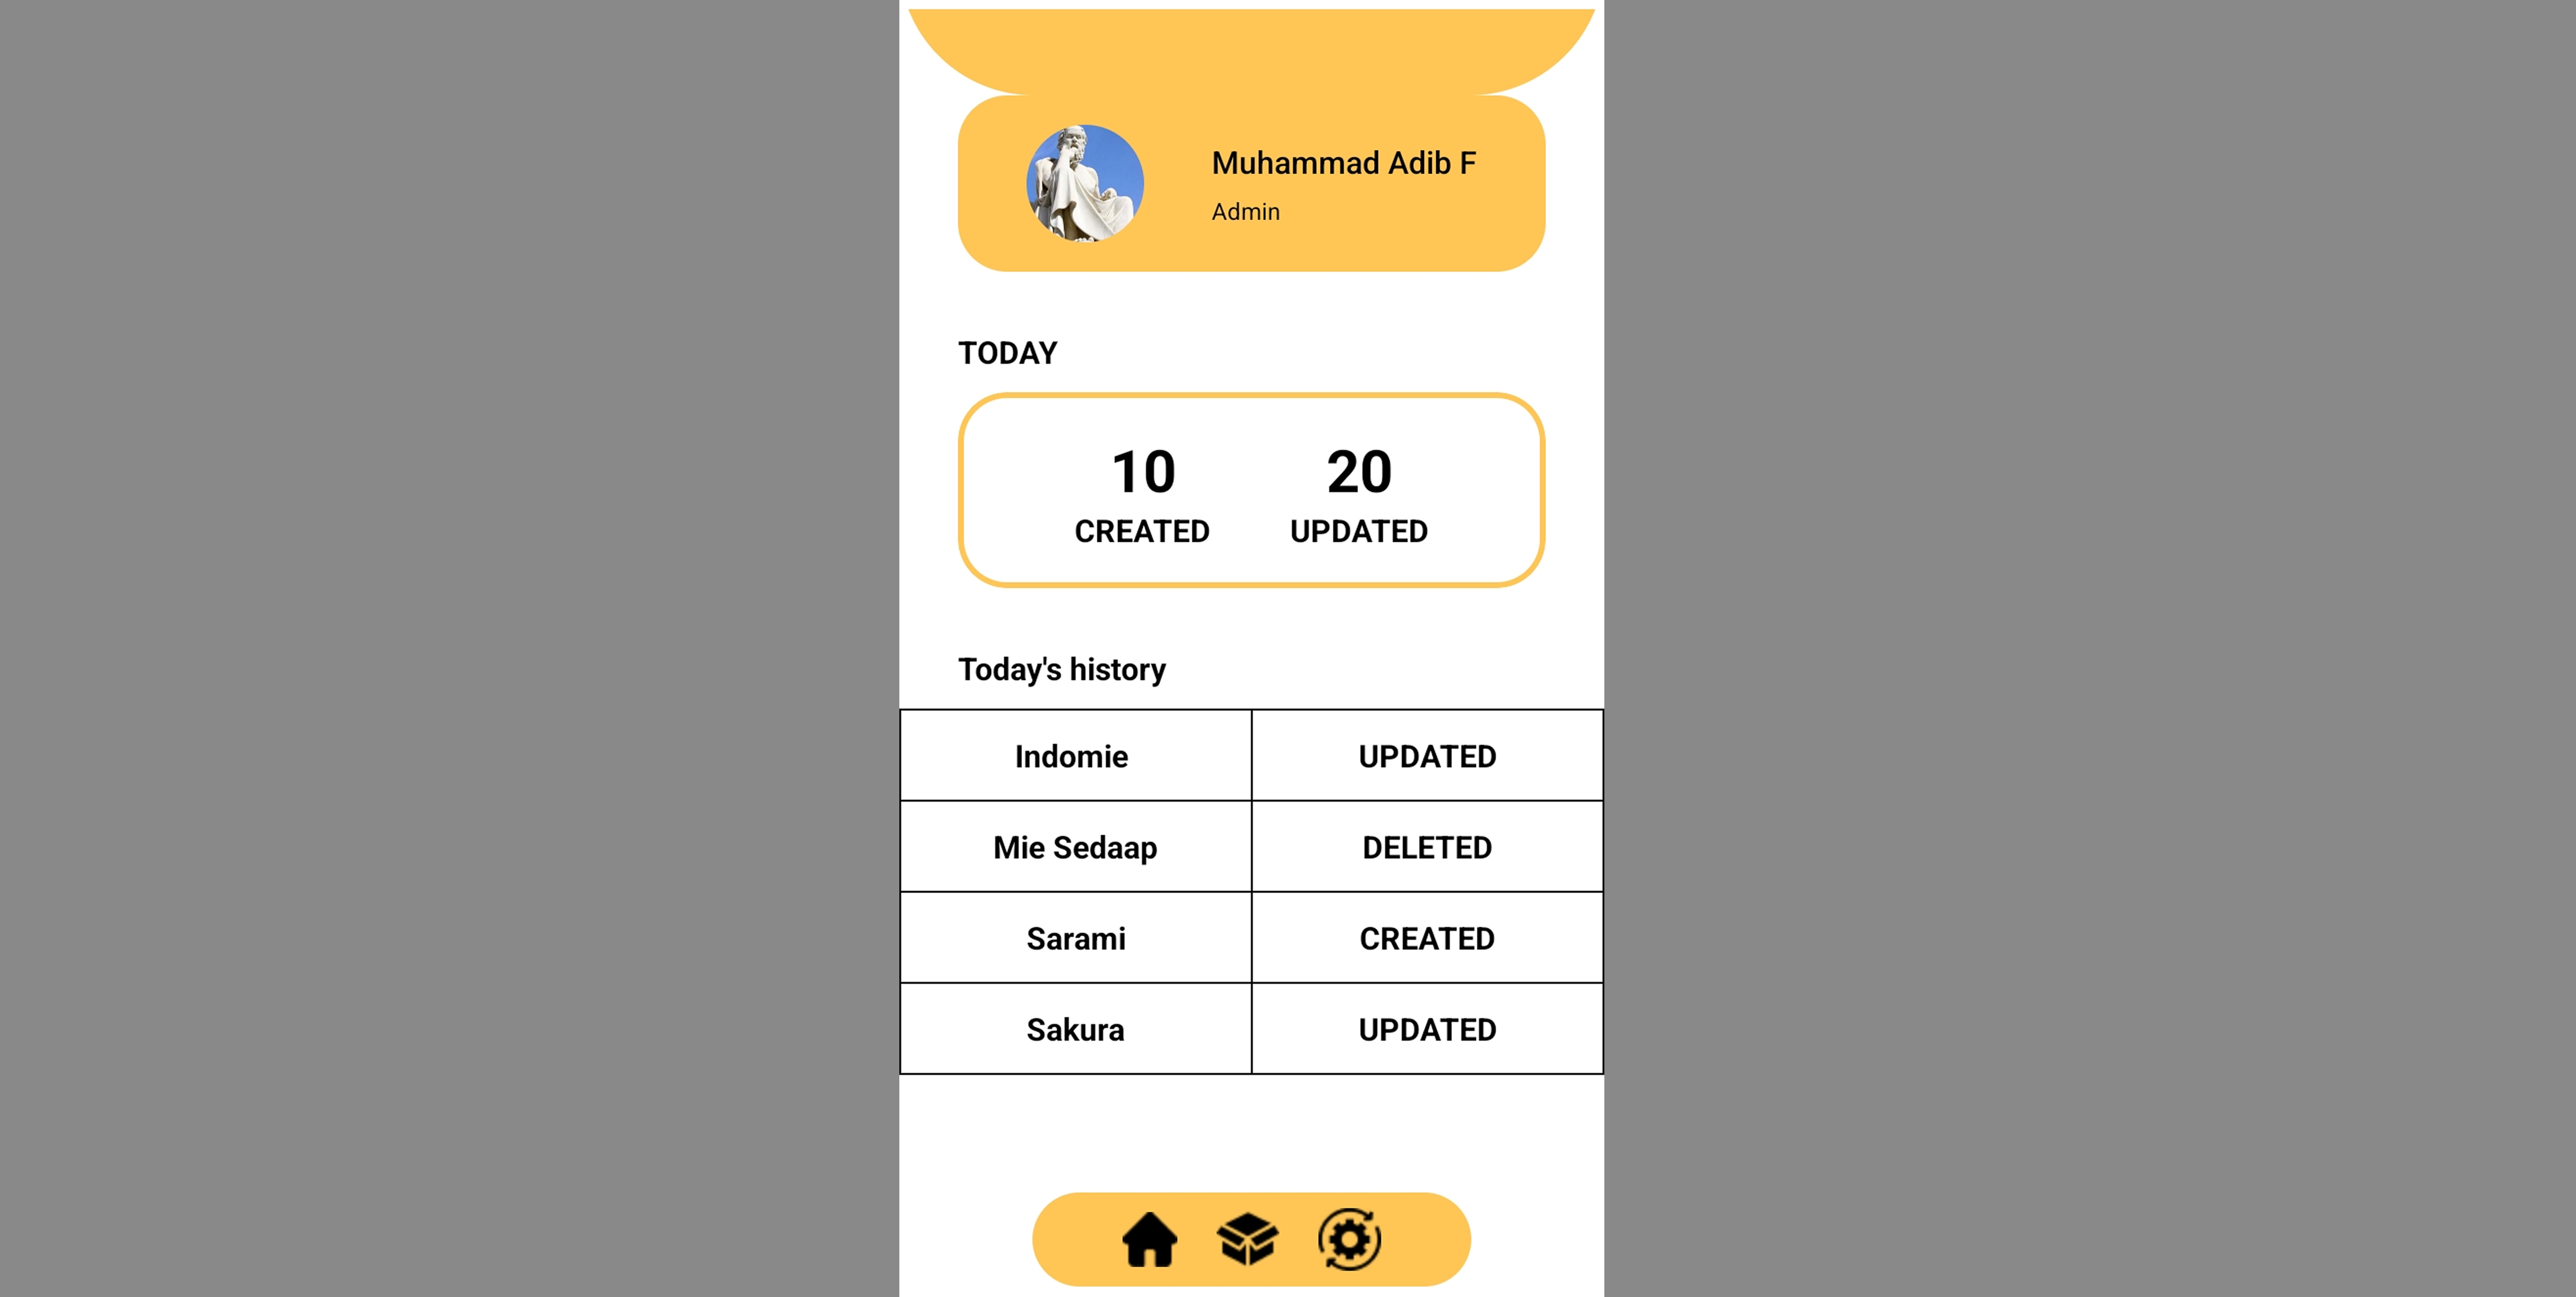 Muhammad Adib F
Admin
TODAY
10 20
CREATED UPDATED
Today's history
Indomie UPDATED
Mie Sedaap DELETED
Sarami CREATED
Sakura UPDATED